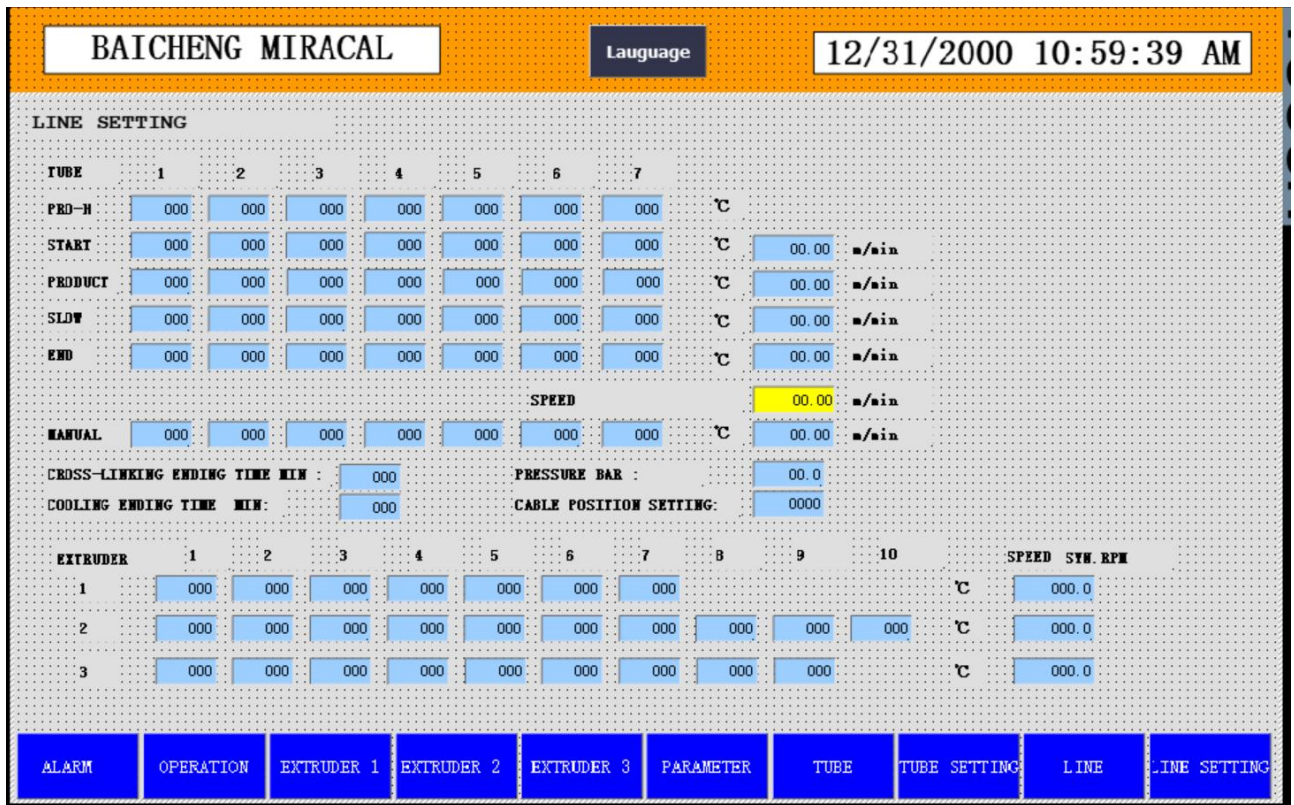 BAICHENG MIRACAL Lauguage 12/31/2000 10:59:39 AM
LINE SETTING
TUBE 1 2 3 4 5 6 7
PRO-H 000 000 000 000 000 000 000 ℃
START 000 000 000 000 000 000 000 ℃ 00.00 m/min
PRODUCT 000 000 000 000 000 000 000 ℃ 00.00 m/min
SLOW 000 000 000 000 000 000 000 ℃ 00.00 m/min
END 000 000 000 000 000 000 000 ℃ 00.00 m/min
SPEED 00.00 m/min
MANUAL 000 000 000 000 000 000 000 ℃ 00.00 m/min
CROSS-LINKING ENDING TIME MIN : 000 PRESSURE BAR : 00.0
COOLING ENDING TIME MIN: 000 CABLE POSITION SETTING: 0000
EXTRUDER 1 2 3 4 5 6 7 8 9 10 SPEED SYN.RPM
1 000 000 000 000 000 000 000 ℃ 000.0
2 000 000 000 000 000 000 000 000 000 000 ℃ 000.0
3 000 000 000 000 000 000 000 000 000 ℃ 000.0
ALARM OPERATION EXTRUDER 1 EXTRUDER 2 EXTRUDER 3 PARAMETER TUBE TUBE SETTING LINE LINE SETTING